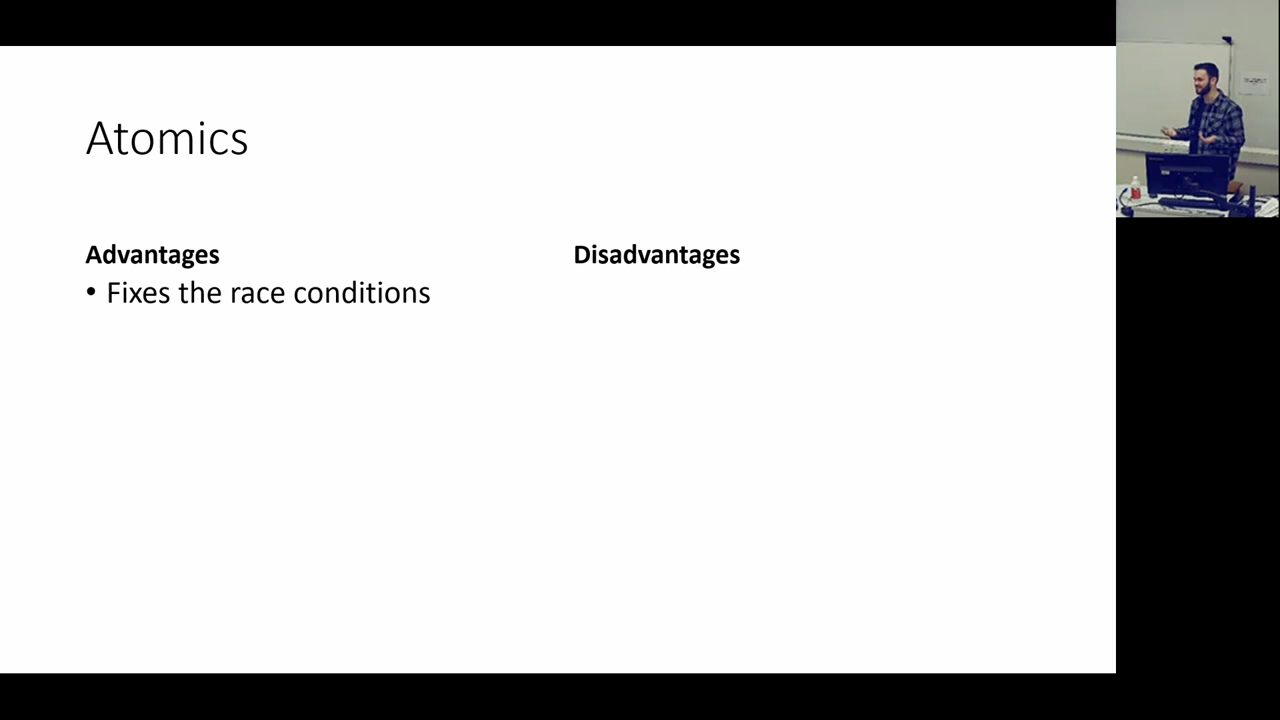 Atomics
Advantages
• Fixes the race conditions
Disadvantages